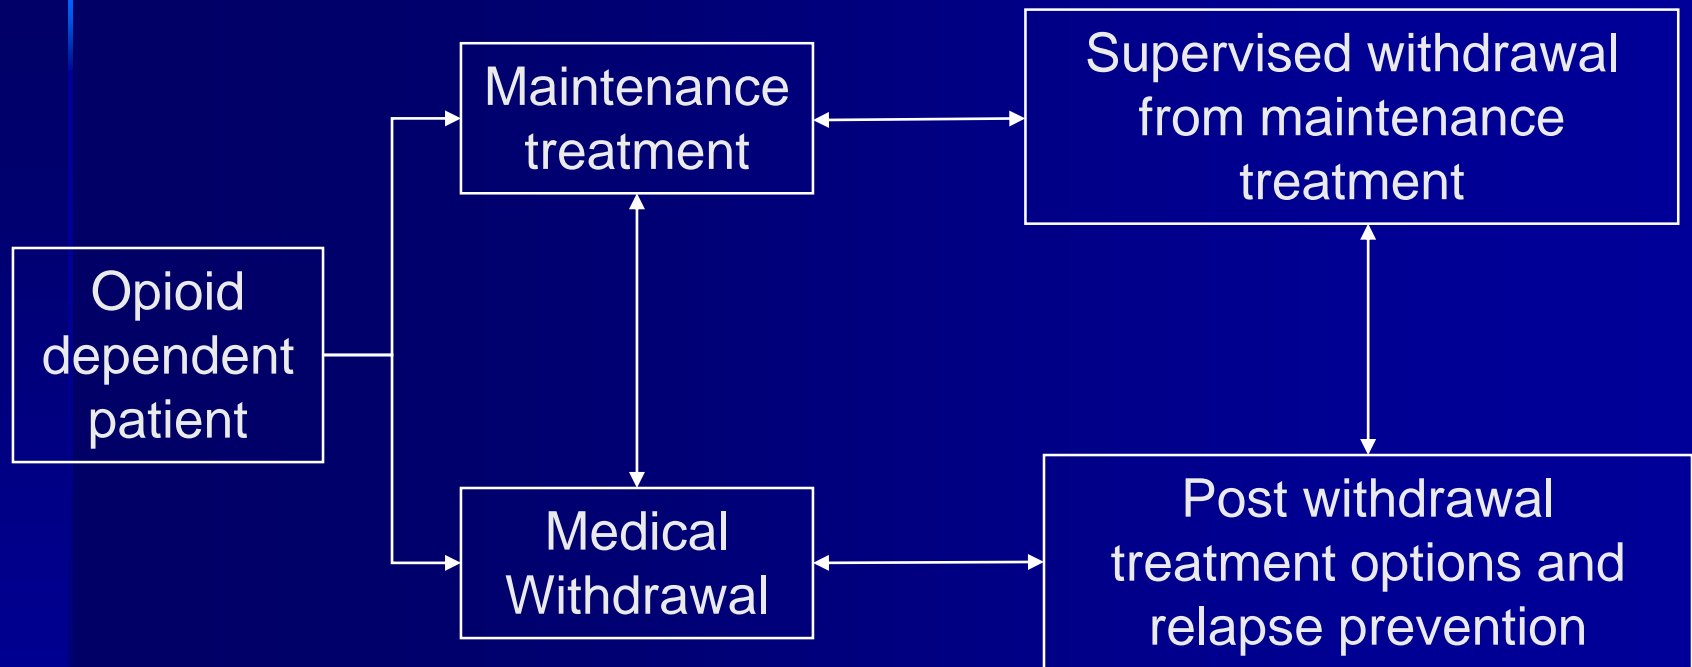 Maintenance
treatment
Supervised withdrawal
from maintenance
treatment
Opioid
dependent
patient
Medical
Withdrawal
Post withdrawal
treatment options and
relapse prevention